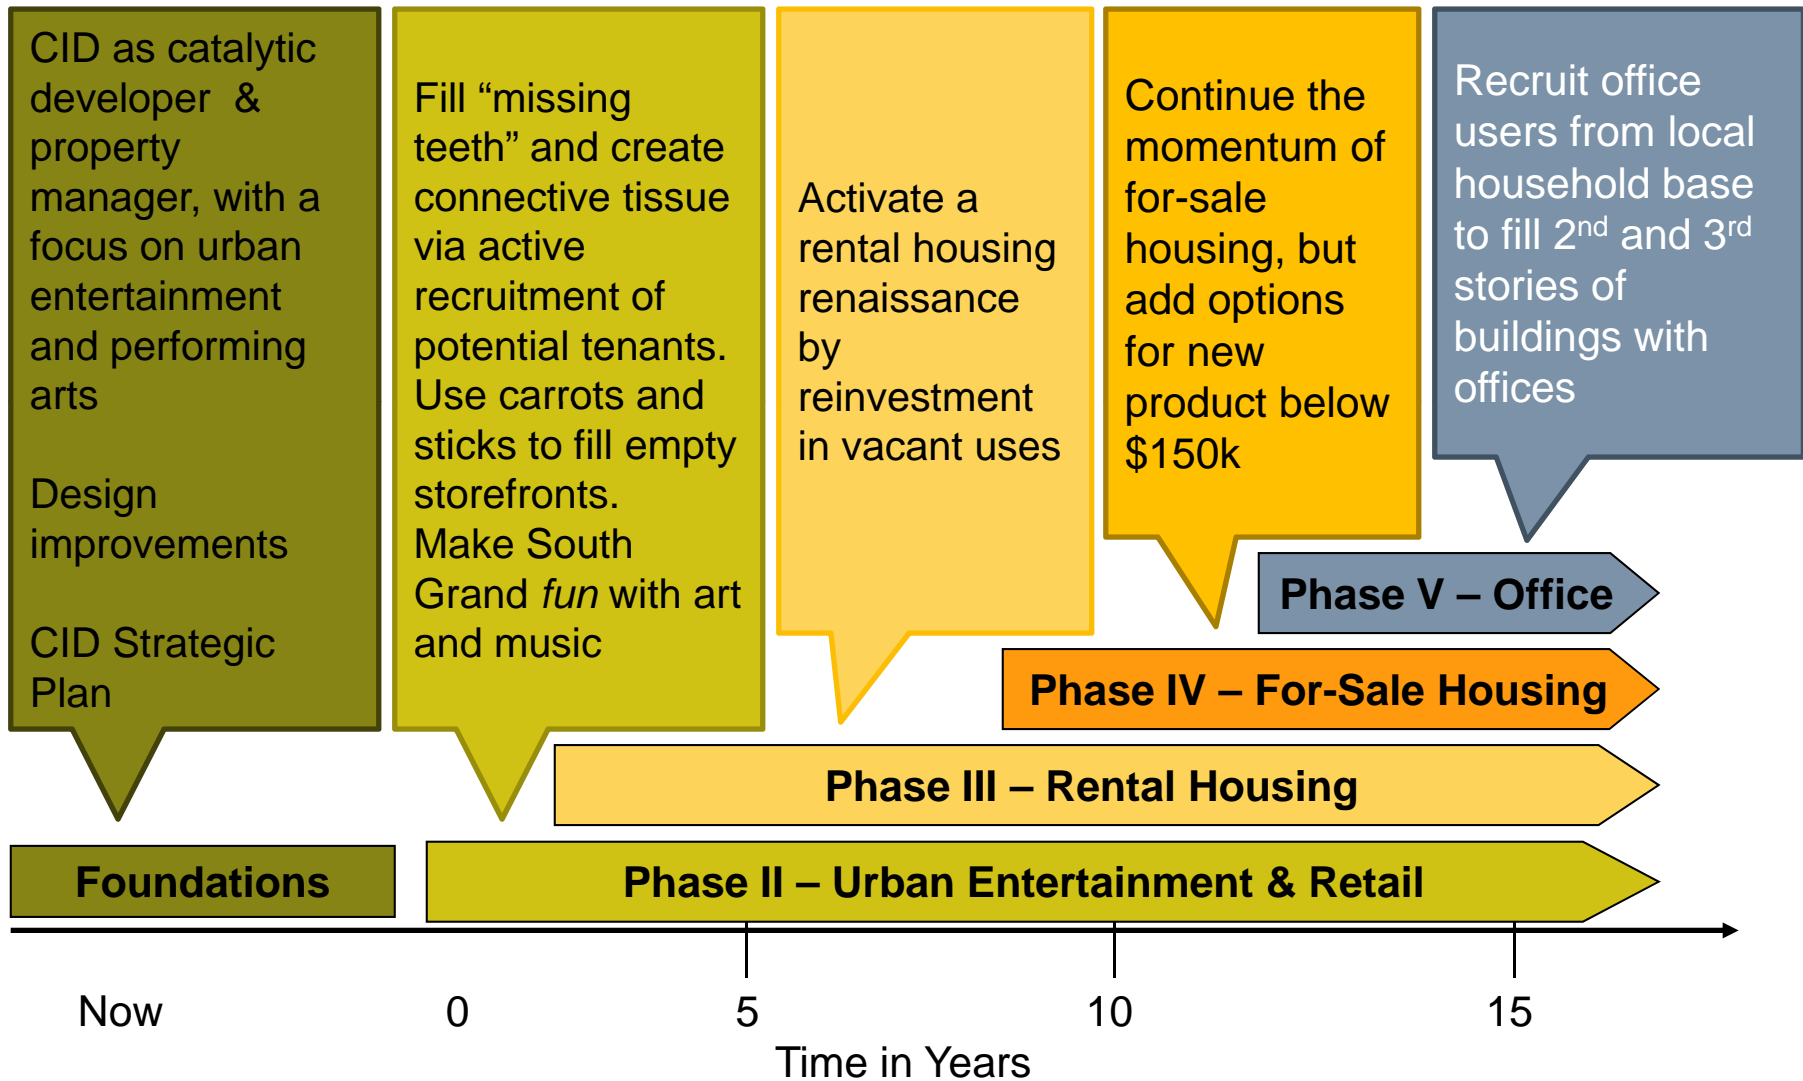 CID as catalytic
developer & 
property
manager, with a
focus on urban
entertainment
and performing
arts
Design
improvements
CID Strategic
Plan
Fill “missing
teeth” and create
connective tissue
via active
recruitment of
potential tenants.
Use carrots and
sticks to fill empty
storefronts.
Make South
Grand fun with art
and music
Activate a
rental housing
renaissance
by
reinvestment
in vacant uses
Continue the
momentum of
for-sale
housing, but
add options
for new
product below
$150k
Recruit office
users from local
household base
to fill 2nd and 3rd
stories of
buildings with
offices
Phase V – Office
Phase IV – For-Sale Housing
Phase III – Rental Housing
Foundations
Phase II – Urban Entertainment & Retail
Now
0
5
10
15
Time in Years